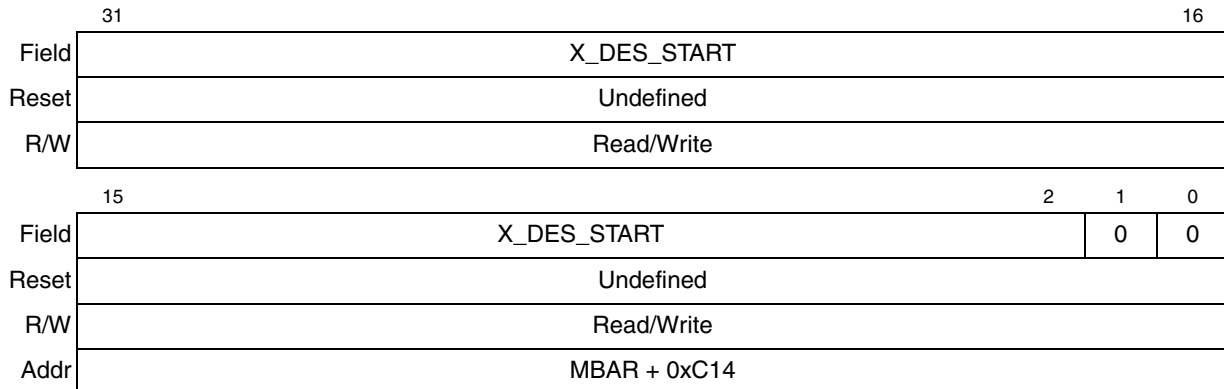 31 16
Field X_DES_START
Reset Undefined
R/W Read/Write
15 2 1 0
Field X_DES_START 0 0
Reset Undefined
R/W Read/Write
Addr MBAR + 0xC14